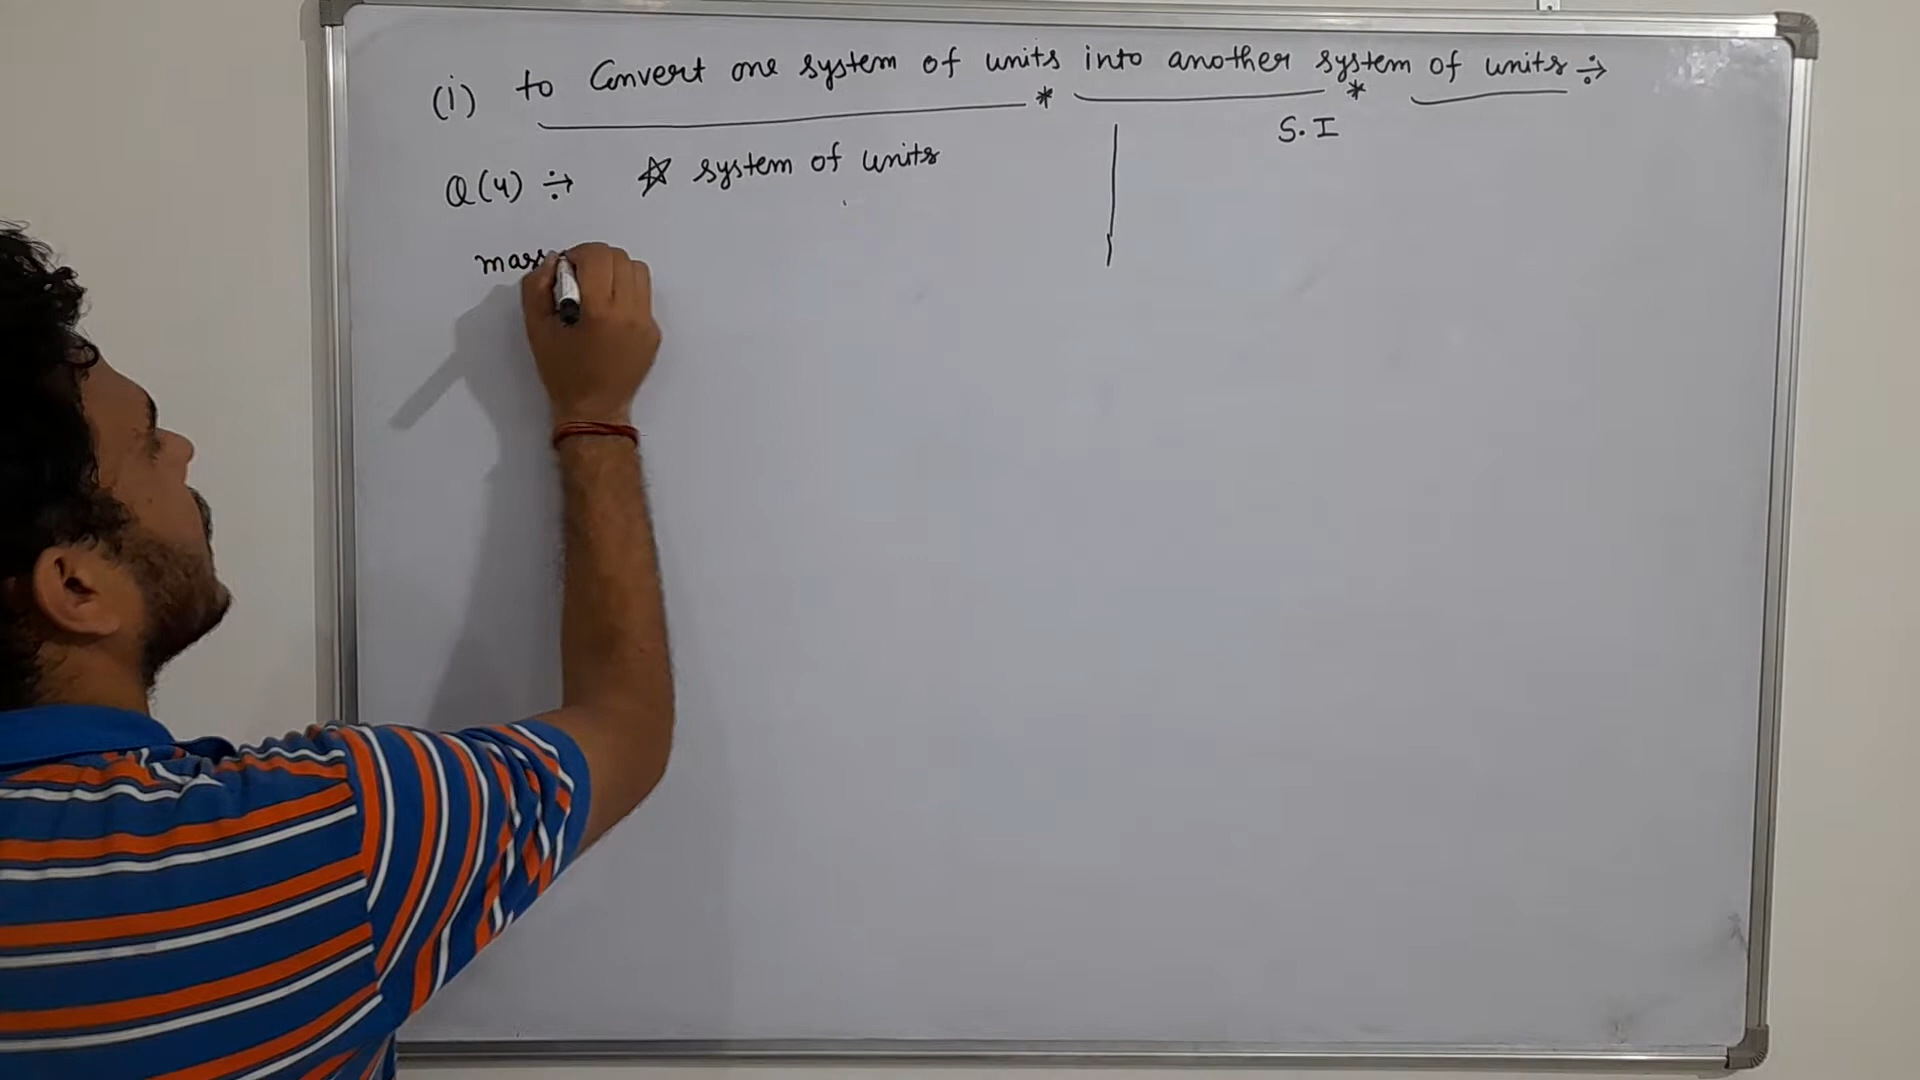 (i) to Convert one system of units into another system of units ÷
* *
S. I
Q(4) ÷ ☆ system of units
mass